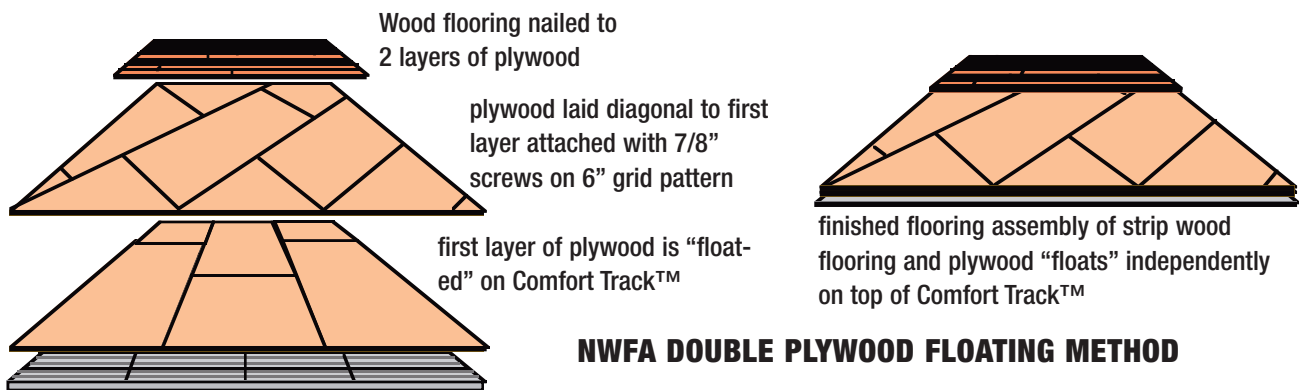 Wood flooring nailed to
2 layers of plywood
plywood laid diagonal to first
layer attached with 7/8”
screws on 6” grid pattern
first layer of plywood is “float-
ed” on Comfort Track™
finished flooring assembly of strip wood
flooring and plywood “floats” independently
on top of Comfort Track™
NWFA DOUBLE PLYWOOD FLOATING METHOD